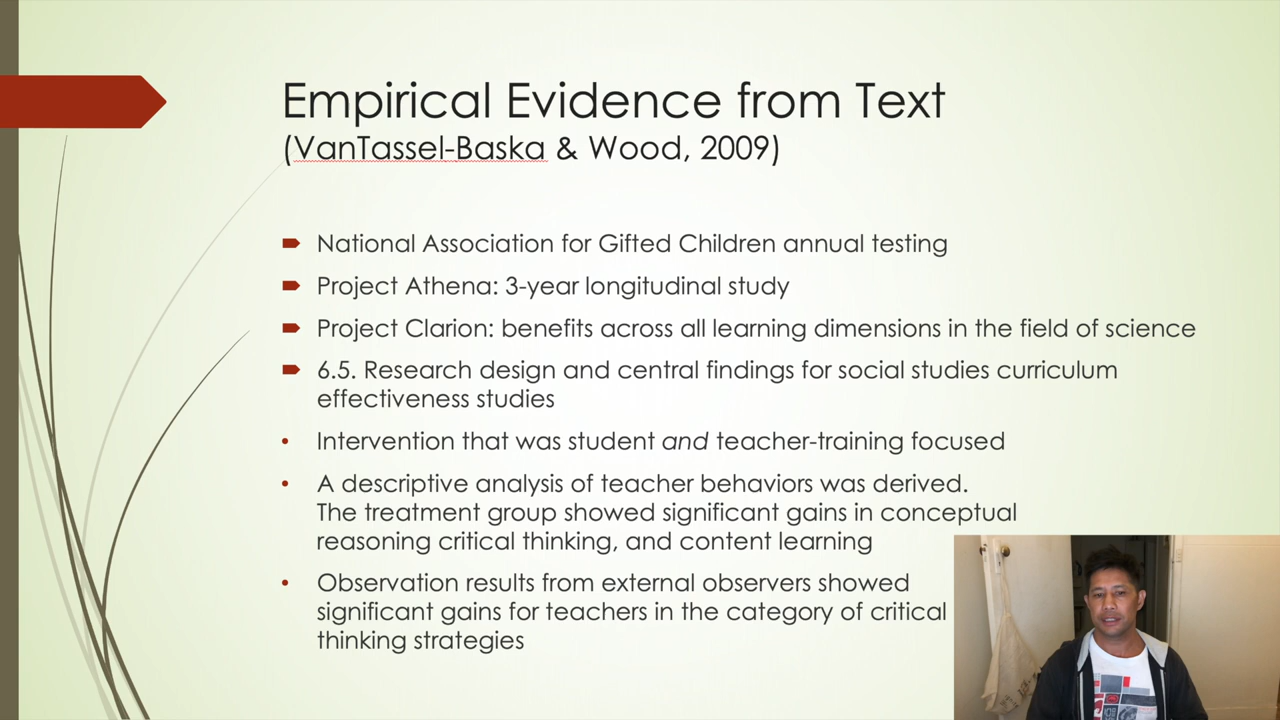 Empirical Evidence from Text
(VanTassel-Baska & Wood, 2009)
National Association for Gifted Children annual testing
Project Athena: 3-year longitudinal study
Project Clarion: benefits across all learning dimensions in the field of science
6.5. Research design and central findings for social studies curriculum
effectiveness studies
• Intervention that was student and teacher-training focused
• A descriptive analysis of teacher behaviors was derived.
The treatment group showed significant gains in conceptual
reasoning critical thinking, and content learning
• Observation results from external observers showed
significant gains for teachers in the category of critical
thinking strategies